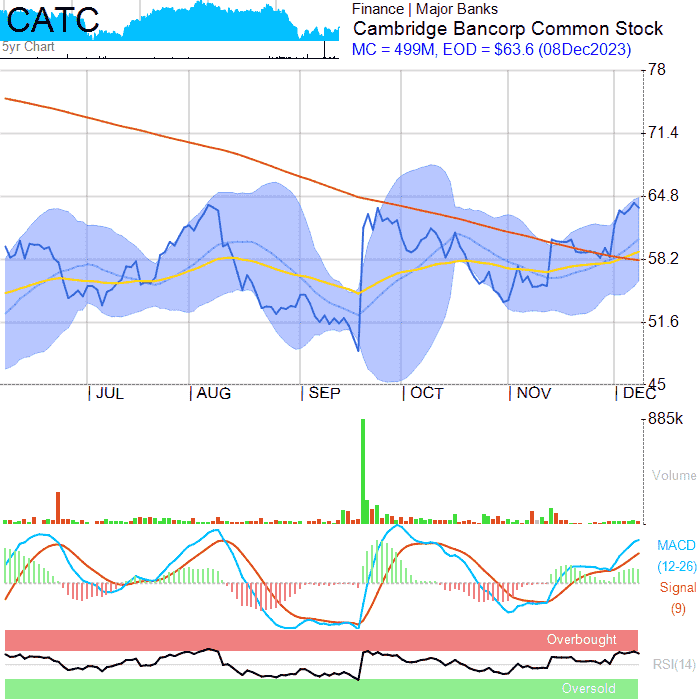 CATC
5yr Chart
Finance | Major Banks
Cambridge Bancorp Common Stock
MC = 499M, EOD = $63.6 (08Dec2023)
78
71.4
64.8
58.2
51.6
45
JUL AUG SEP OCT NOV DEC
885k
Volume
MACD
(12-26)
Signal
(9)
Overbought
RSI(14)
Oversold